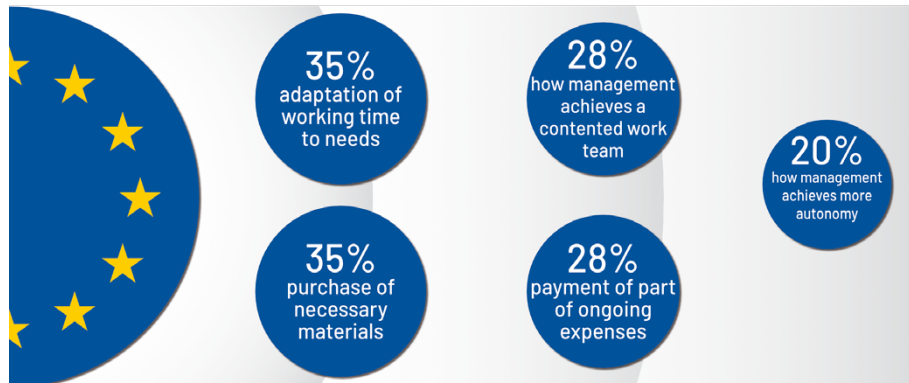 35%
adaptation of
working time
to needs
35%
purchase of
necessary
materials
28%
how management
achieves a
contented work
team
28%
payment of part
of ongoing
expenses
20%
how management
achieves more
autonomy